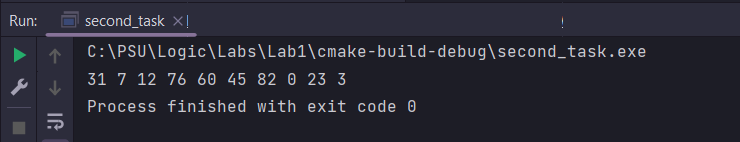 Run: second_task
C:\PSU\Logic\Labs\Lab1\cmake-build-debug\second_task.exe
31 7 12 76 60 45 82 0 23 3
Process finished with exit code 0